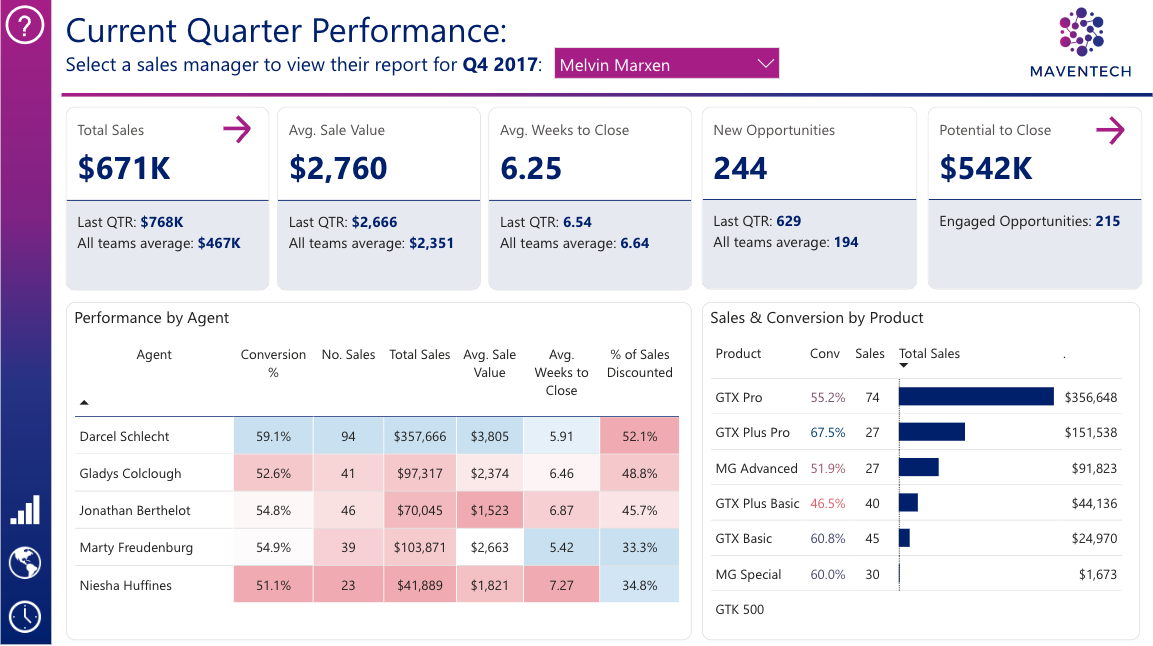 ?
Current Quarter Performance:
Select a sales manager to view their report for Q4 2017:
Melvin Marxen
MAVENTECH
Total Sales
$671K
Last QTR: $768K
All teams average: $467K
Avg. Sale Value
$2,760
Last QTR: $2,666
All teams average: $2,351
Avg. Weeks to Close
6.25
Last QTR: 6.54
All teams average: 6.64
New Opportunities
244
Last QTR: 629
All teams average: 194
Potential to Close
$542K
Engaged Opportunities: 215
Performance by Agent
Agent Conversion % No. Sales Total Sales Avg. Sale Value Avg. Weeks to Close % of Sales Discounted
Darcel Schlecht 59.1% 94 $357,666 $3,805 5.91 52.1%
Gladys Colclough 52.6% 41 $97,317 $2,374 6.46 48.8%
Jonathan Berthelot 54.8% 46 $70,045 $1,523 6.87 45.7%
Marty Freudenburg 54.9% 39 $103,871 $2,663 5.42 33.3%
Niesha Huffines 51.1% 23 $41,889 $1,821 7.27 34.8%
Sales & Conversion by Product
Product Conv Sales Total Sales .
GTX Pro 55.2% 74 $356,648
GTX Plus Pro 67.5% 27 $151,538
MG Advanced 51.9% 27 $91,823
GTX Plus Basic 46.5% 40 $44,136
GTX Basic 60.8% 45 $24,970
MG Special 60.0% 30 $1,673
GTK 500